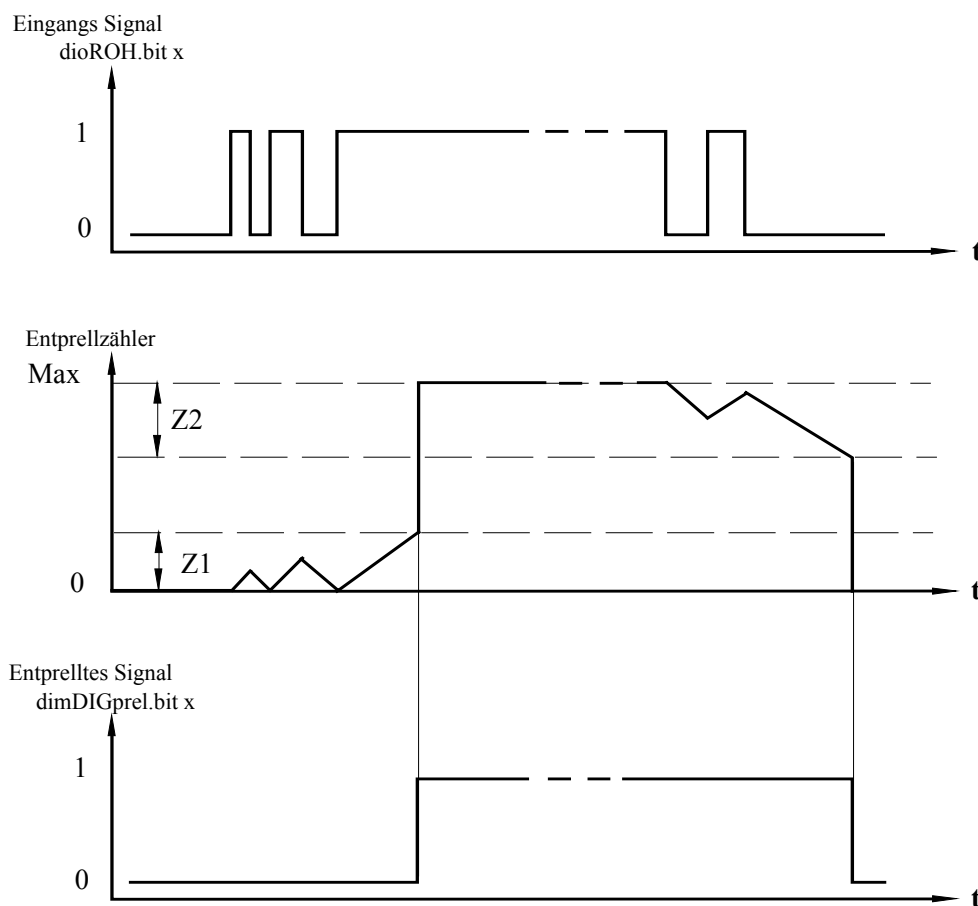 Eingangs Signal
dioROH.bit x
1
0
t
Entprellzähler
Max
Z2
Z1
0
t
Entprelltes Signal
dimDIGprel.bit x
1
0
t